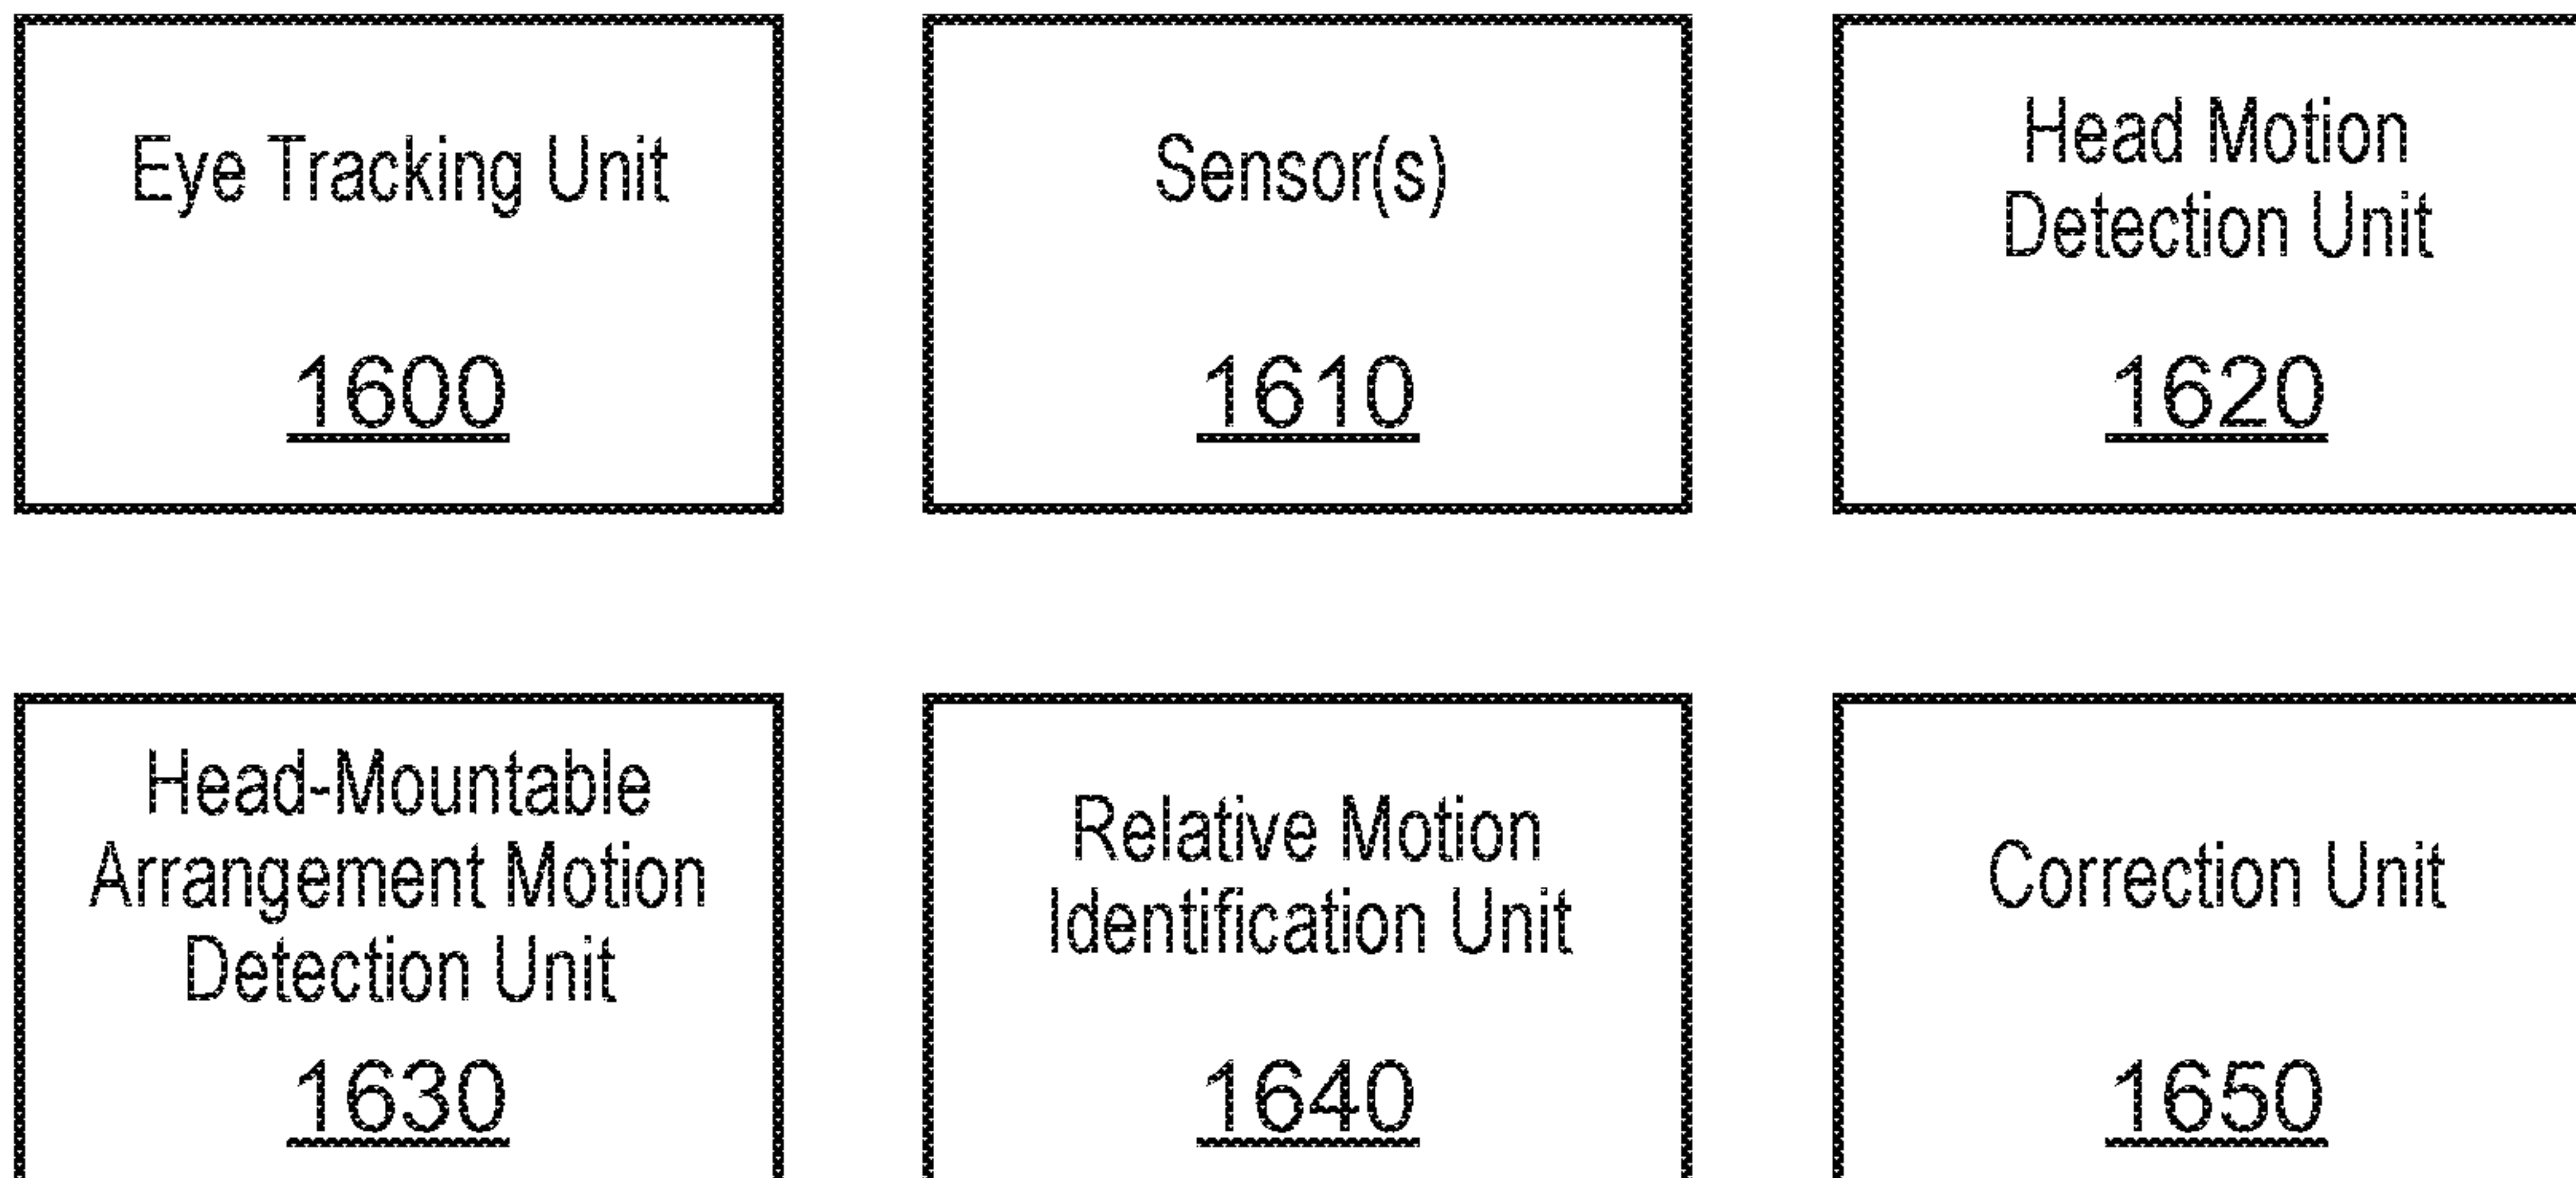 Eye Tracking Unit
1600
Sensor(s)
1610
Head Motion
Detection Unit
1620
Head-Mountable
Arrangement Motion
Detection Unit
1630
Relative Motion
Identification Unit
1640
Correction Unit
1650